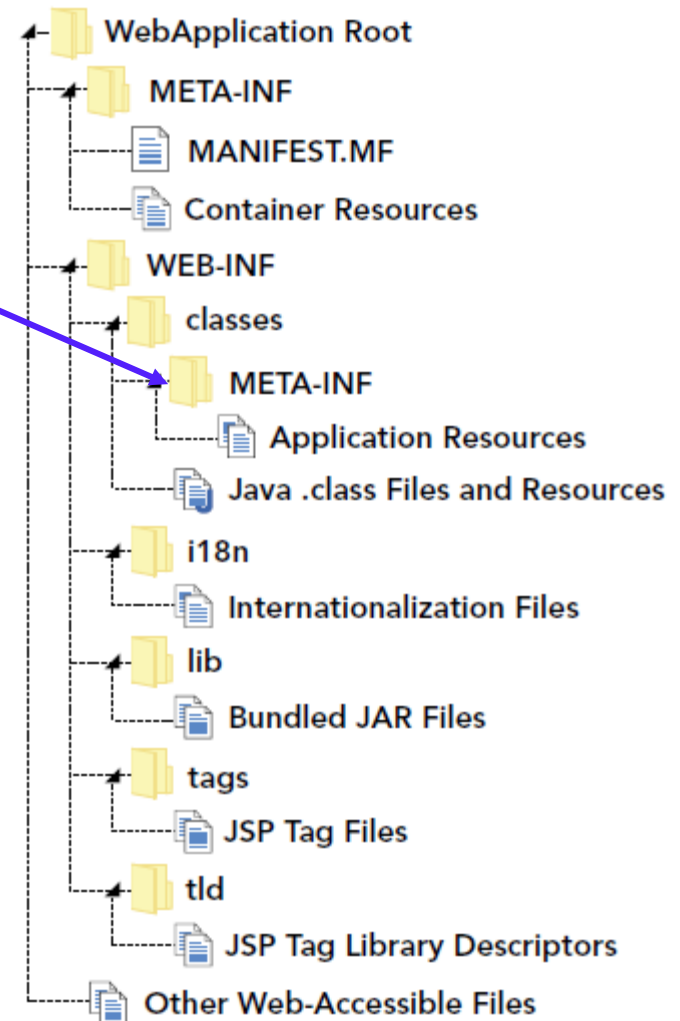 WebApplication Root
META-INF
MANIFEST.MF
Container Resources
WEB-INF
classes
META-INF
Application Resources
Java .class Files and Resources
i18n
Internationalization Files
lib
Bundled JAR Files
tags
JSP Tag Files
tld
JSP Tag Library Descriptors
Other Web-Accessible Files